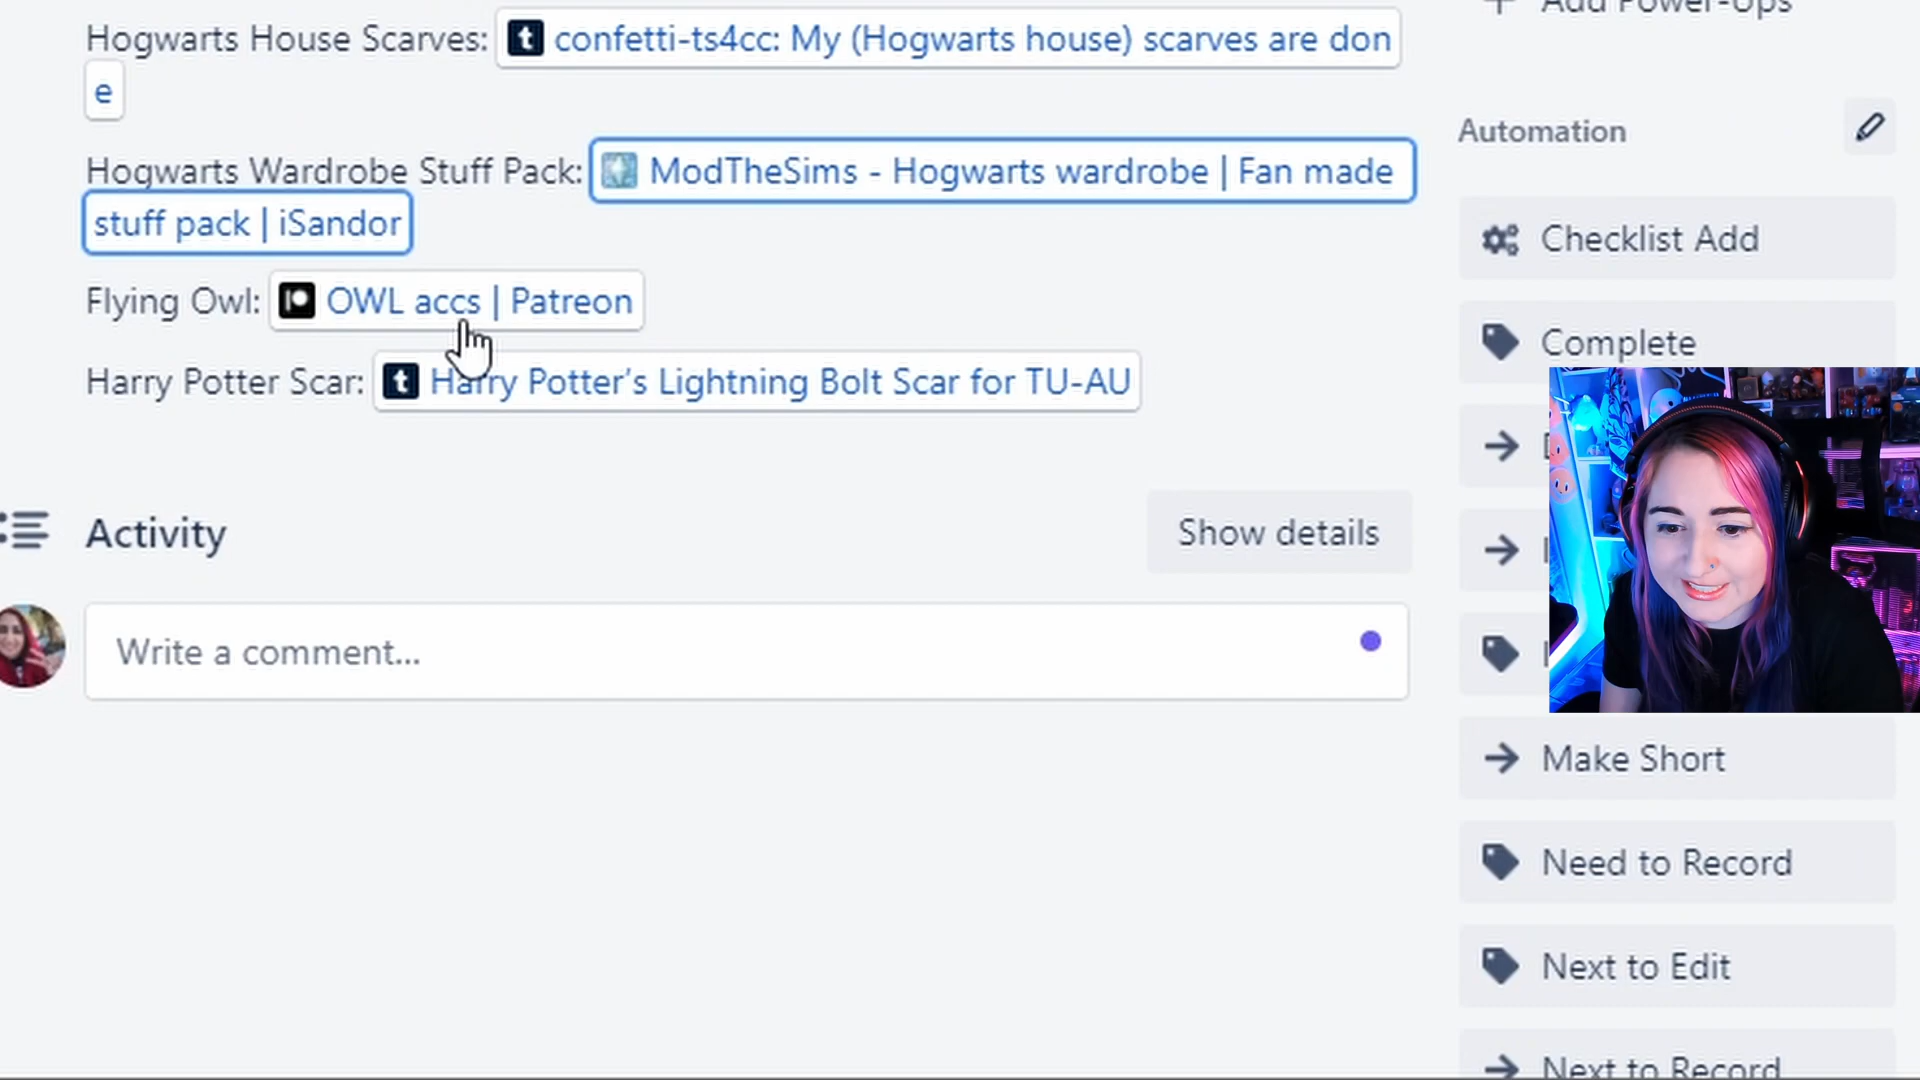 Add Power-Ups
Hogwarts House Scarves: confetti-ts4cc: My (Hogwarts house) scarves are don
e
Automation
Hogwarts Wardrobe Stuff Pack: ModTheSims - Hogwarts wardrobe | Fan made
stuff pack | iSandor
Checklist Add
Flying Owl: OWL accs | Patreon
Complete
Harry Potter Scar: Harry Potter's Lightning Bolt Scar for TU-AU
Activity
Show details
Write a comment...
Make Short
Need to Record
Next to Edit
Next to Record